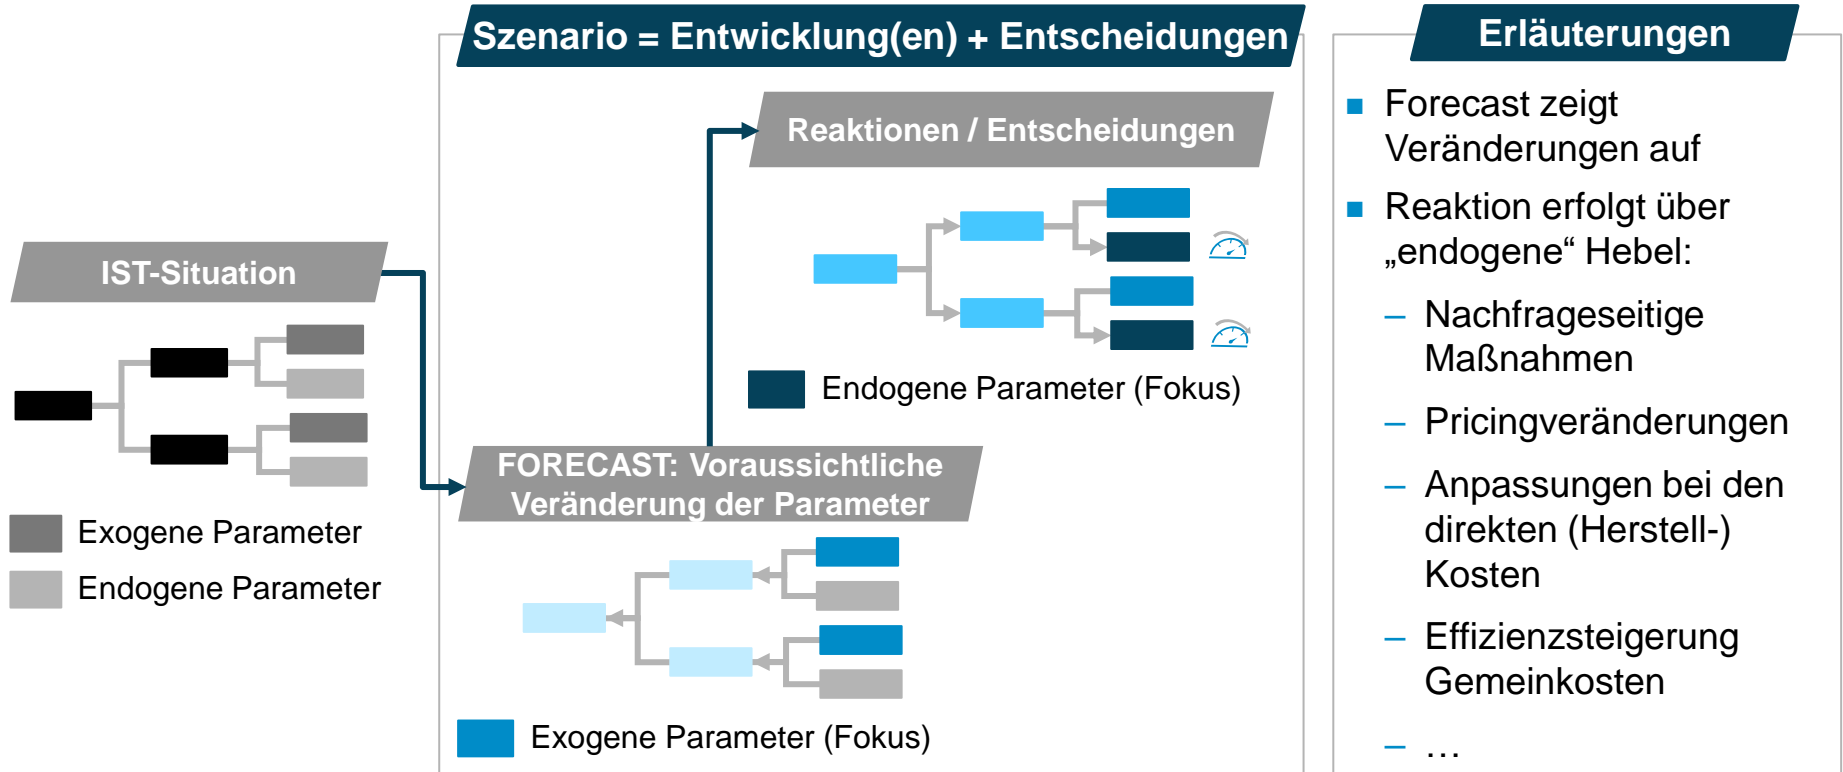 Szenario = Entwicklung(en) + Entscheidungen
Reaktionen / Entscheidungen
Endogene Parameter (Fokus)
IST-Situation
Exogene Parameter
Endogene Parameter
FORECAST: Voraussichtliche
Veränderung der Parameter
Exogene Parameter (Fokus)
Erläuterungen
Forecast zeigt
Veränderungen auf
Reaktion erfolgt über
„endogene“ Hebel:
– Nachfrageseitige
Maßnahmen
– Pricingveränderungen
– Anpassungen bei den
direkten (Herstell-)
Kosten
– Effizienzsteigerung
Gemeinkosten
– …